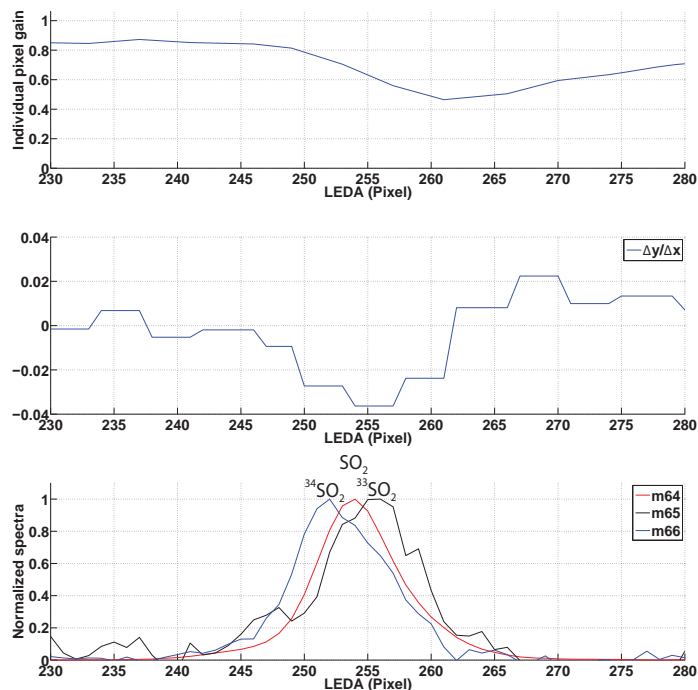 Individual pixel gain
1
0.8
0.6
0.4
0.2
0
230 235 240 245 250 255 260 265 270 275 280
LEDA (Pixel)
Δy/Δx
0.04
0.02
0
−0.02
−0.04
230 235 240 245 250 255 260 265 270 275 280
LEDA (Pixel)
SO₂
³⁴SO₂ ³³SO₂
m64
m65
m66
Normalized spectra
1
0.8
0.6
0.4
0.2
0
230 235 240 245 250 255 260 265 270 275 280
LEDA (Pixel)